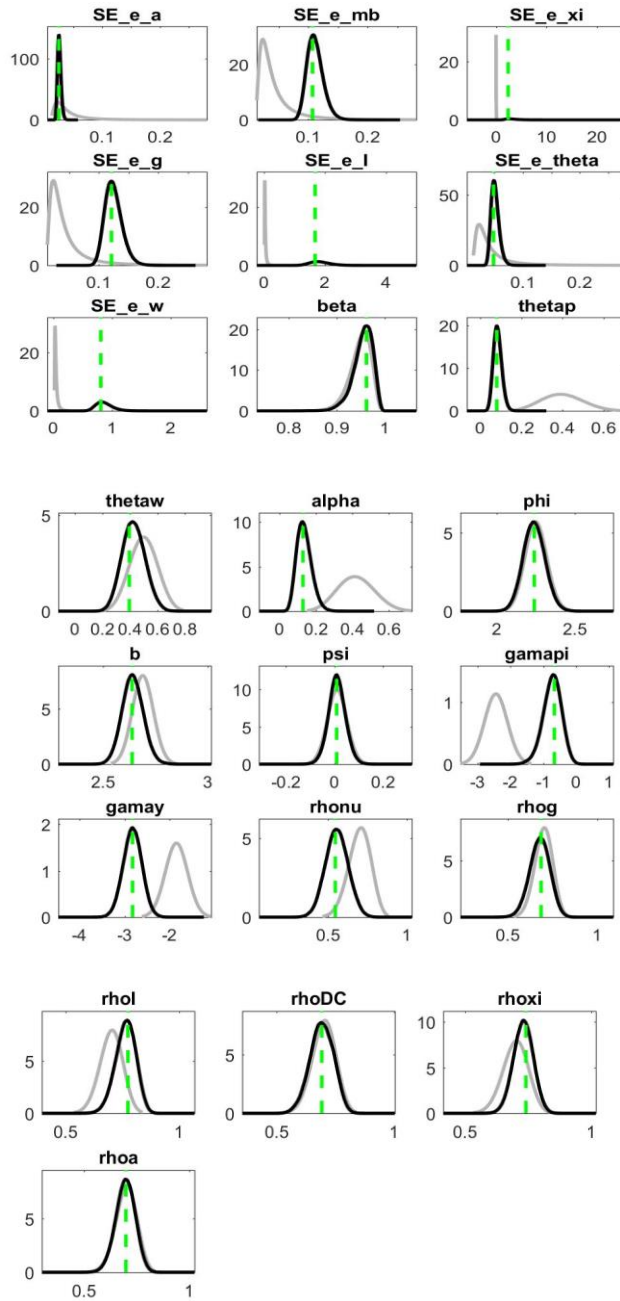 SE_e_a SE_e_mb SE_e_xi
100 0 0.1 0.2
20 0 0.1 0.2
20 0 0 10 20
SE_e_g SE_e_l SE_e_theta
20 0 0.1 0.2
20 0 0 2 4
50 0 0.1 0.2
SE_e_w beta thetap
20 0 0 1 2
20 10 0 0.8 0.9 1
20 10 0 0 0.2 0.4 0.6
thetaw alpha phi
5 0 0 0.2 0.4 0.6 0.8
10 5 0 0 0.2 0.4 0.6
5 0 2 2.5
b psi gamapi
5 0 2.5 3
10 5 0 -0.2 0 0.2
1 0 -3 -2 -1 0 1
gamay rhonu rhog
2 1 0 -4 -3 -2
5 0 0.5 1
5 0 0.5 1
rhol rhoDC rhoxi
5 0 0.5 1
5 0 0.5 1
10 5 0 0.5 1
rhoa
5 0 0.5 1